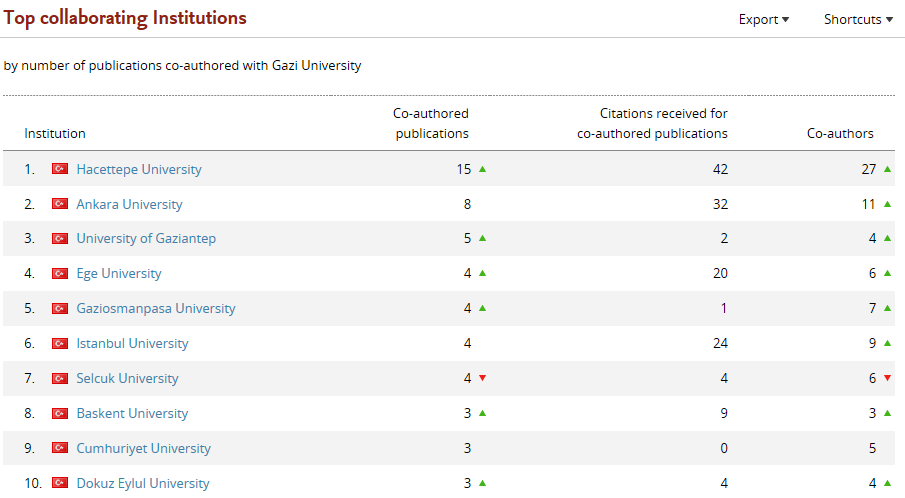 Top collaborating Institutions Export Shortcuts
by number of publications co-authored with Gazi University
Co-authored Citations received for
Institution publications co-authored publications Co-authors
1. Hacettepe University 15 42 27
2. Ankara University 8 32 11
3. University of Gaziantep 5 2 4
4. Ege University 4 20 6
5. Gaziosmanpasa University 4 1 7
6. Istanbul University 4 24 9
7. Selcuk University 4 4 6
8. Baskent University 3 9 3
9. Cumhuriyet University 3 0 5
10. Dokuz Eylul University 3 4 4